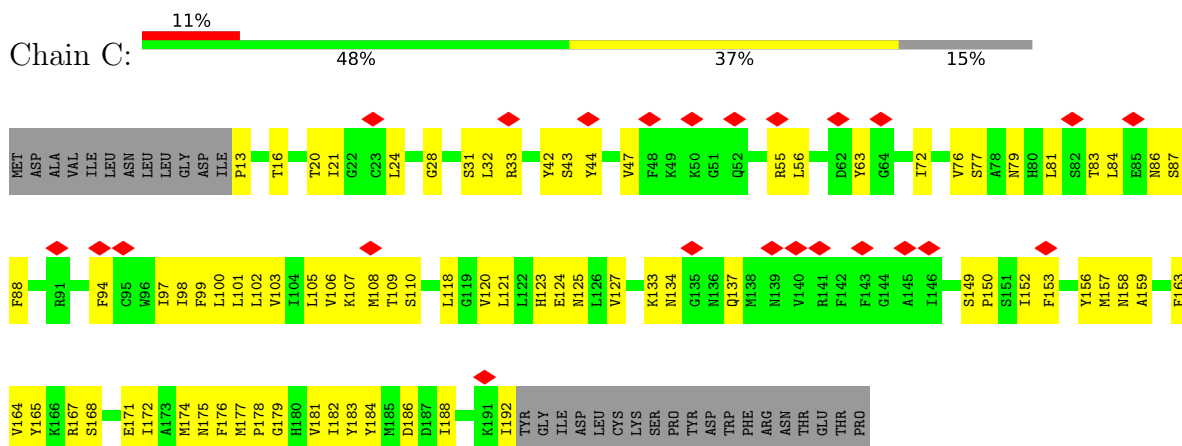 11%
Chain C:
48% 37% 15%
MET ASP ALA VAL ILE LEU ASN LEU LEU GLY ASP ILE P13 T16 T20 I21 G22 C23 L24 G28 S31 L32 R33 Y42 S43 Y44 V47 F48 K49 K50 G51 Q52 R55 L56 D62 Y63 G64 I72 V76 S77 A78 N79 H80 L81 S82 T83 L84 E85 N86 S87
F88 R91 F94 C95 W96 I97 I98 F99 L100 L101 L102 V103 I104 L105 V106 K107 M108 T109 S110 L118 G119 V120 L121 L122 H123 E124 N125 L126 V127 K133 N134 G135 N136 Q137 M138 N139 V140 R141 F142 F143 G144 A145 I146 S149 P150 S151 I152 F153 Y156 M157 N158 A159 F163
V164 Y165 K166 R167 S168 E171 I172 A173 M174 N175 F176 M177 P178 G179 H180 V181 I182 Y183 Y184 M185 D186 D187 I188 K191 I192 TYR GLY ILE ASP LEU CYS LYS SER PRO TYR ASP TRP PHE ARG ASN THR GLU THR PRO